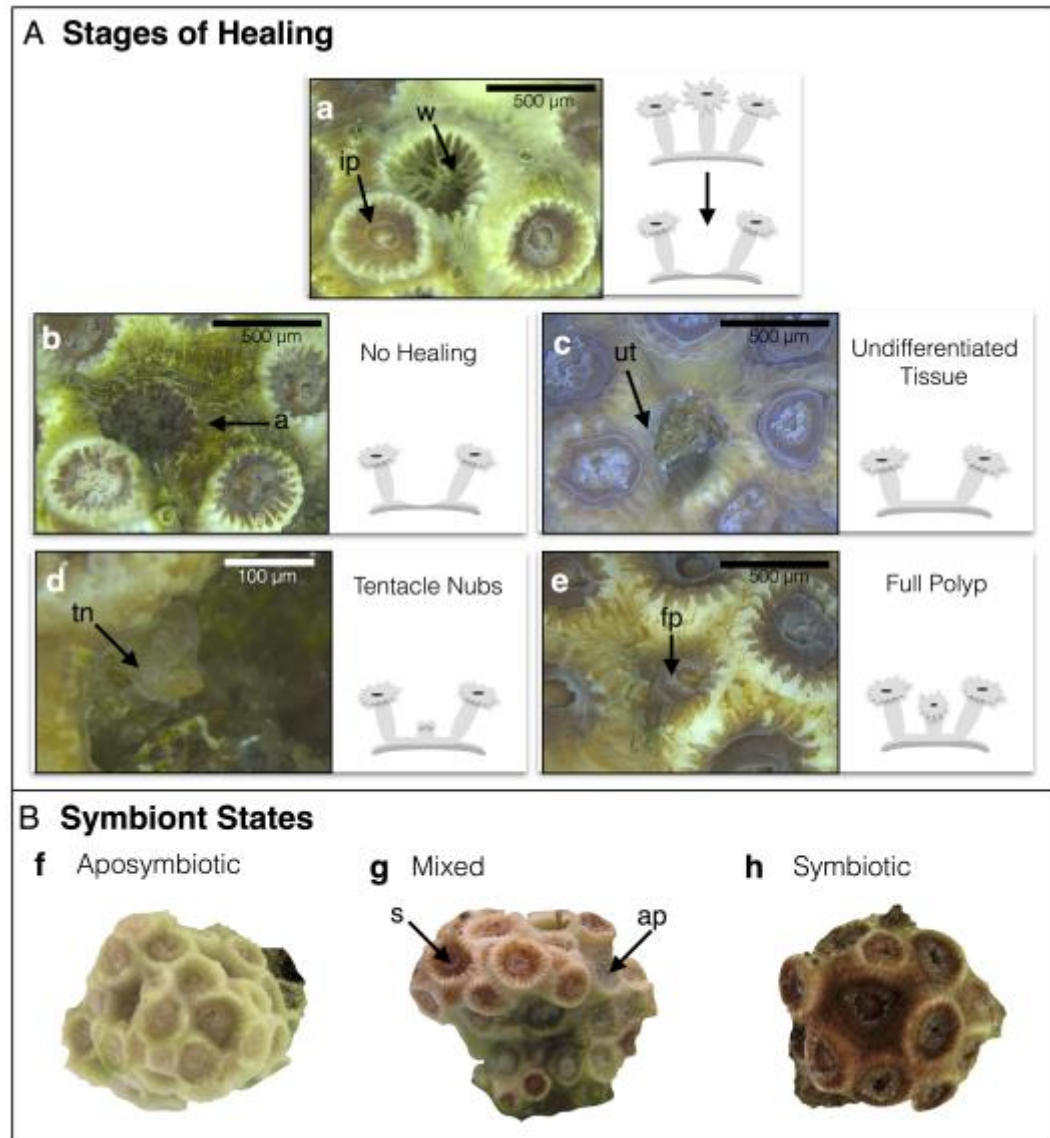 A Stages of Healing
a
500 µm
w
ip
b
500 µm
a
No Healing
c
500 µm
ut
Undifferentiated
Tissue
d
100 µm
tn
Tentacle Nubs
e
500 µm
fp
Full Polyp
B Symbiont States
f Aposymbiotic
g Mixed
h Symbiotic
s
ap